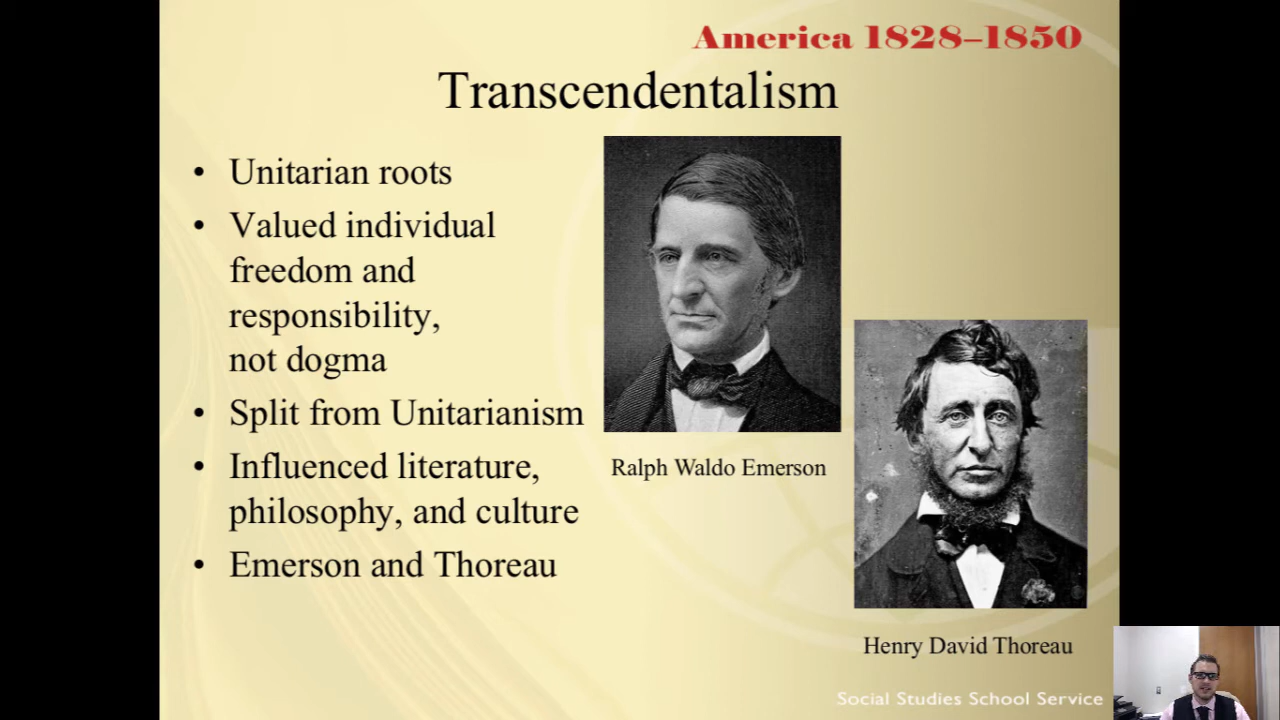 America 1828–1850
Transcendentalism
• Unitarian roots
• Valued individual
freedom and
responsibility,
not dogma
• Split from Unitarianism
• Influenced literature,
philosophy, and culture
• Emerson and Thoreau
Ralph Waldo Emerson
Henry David Thoreau
Social Studies School Service